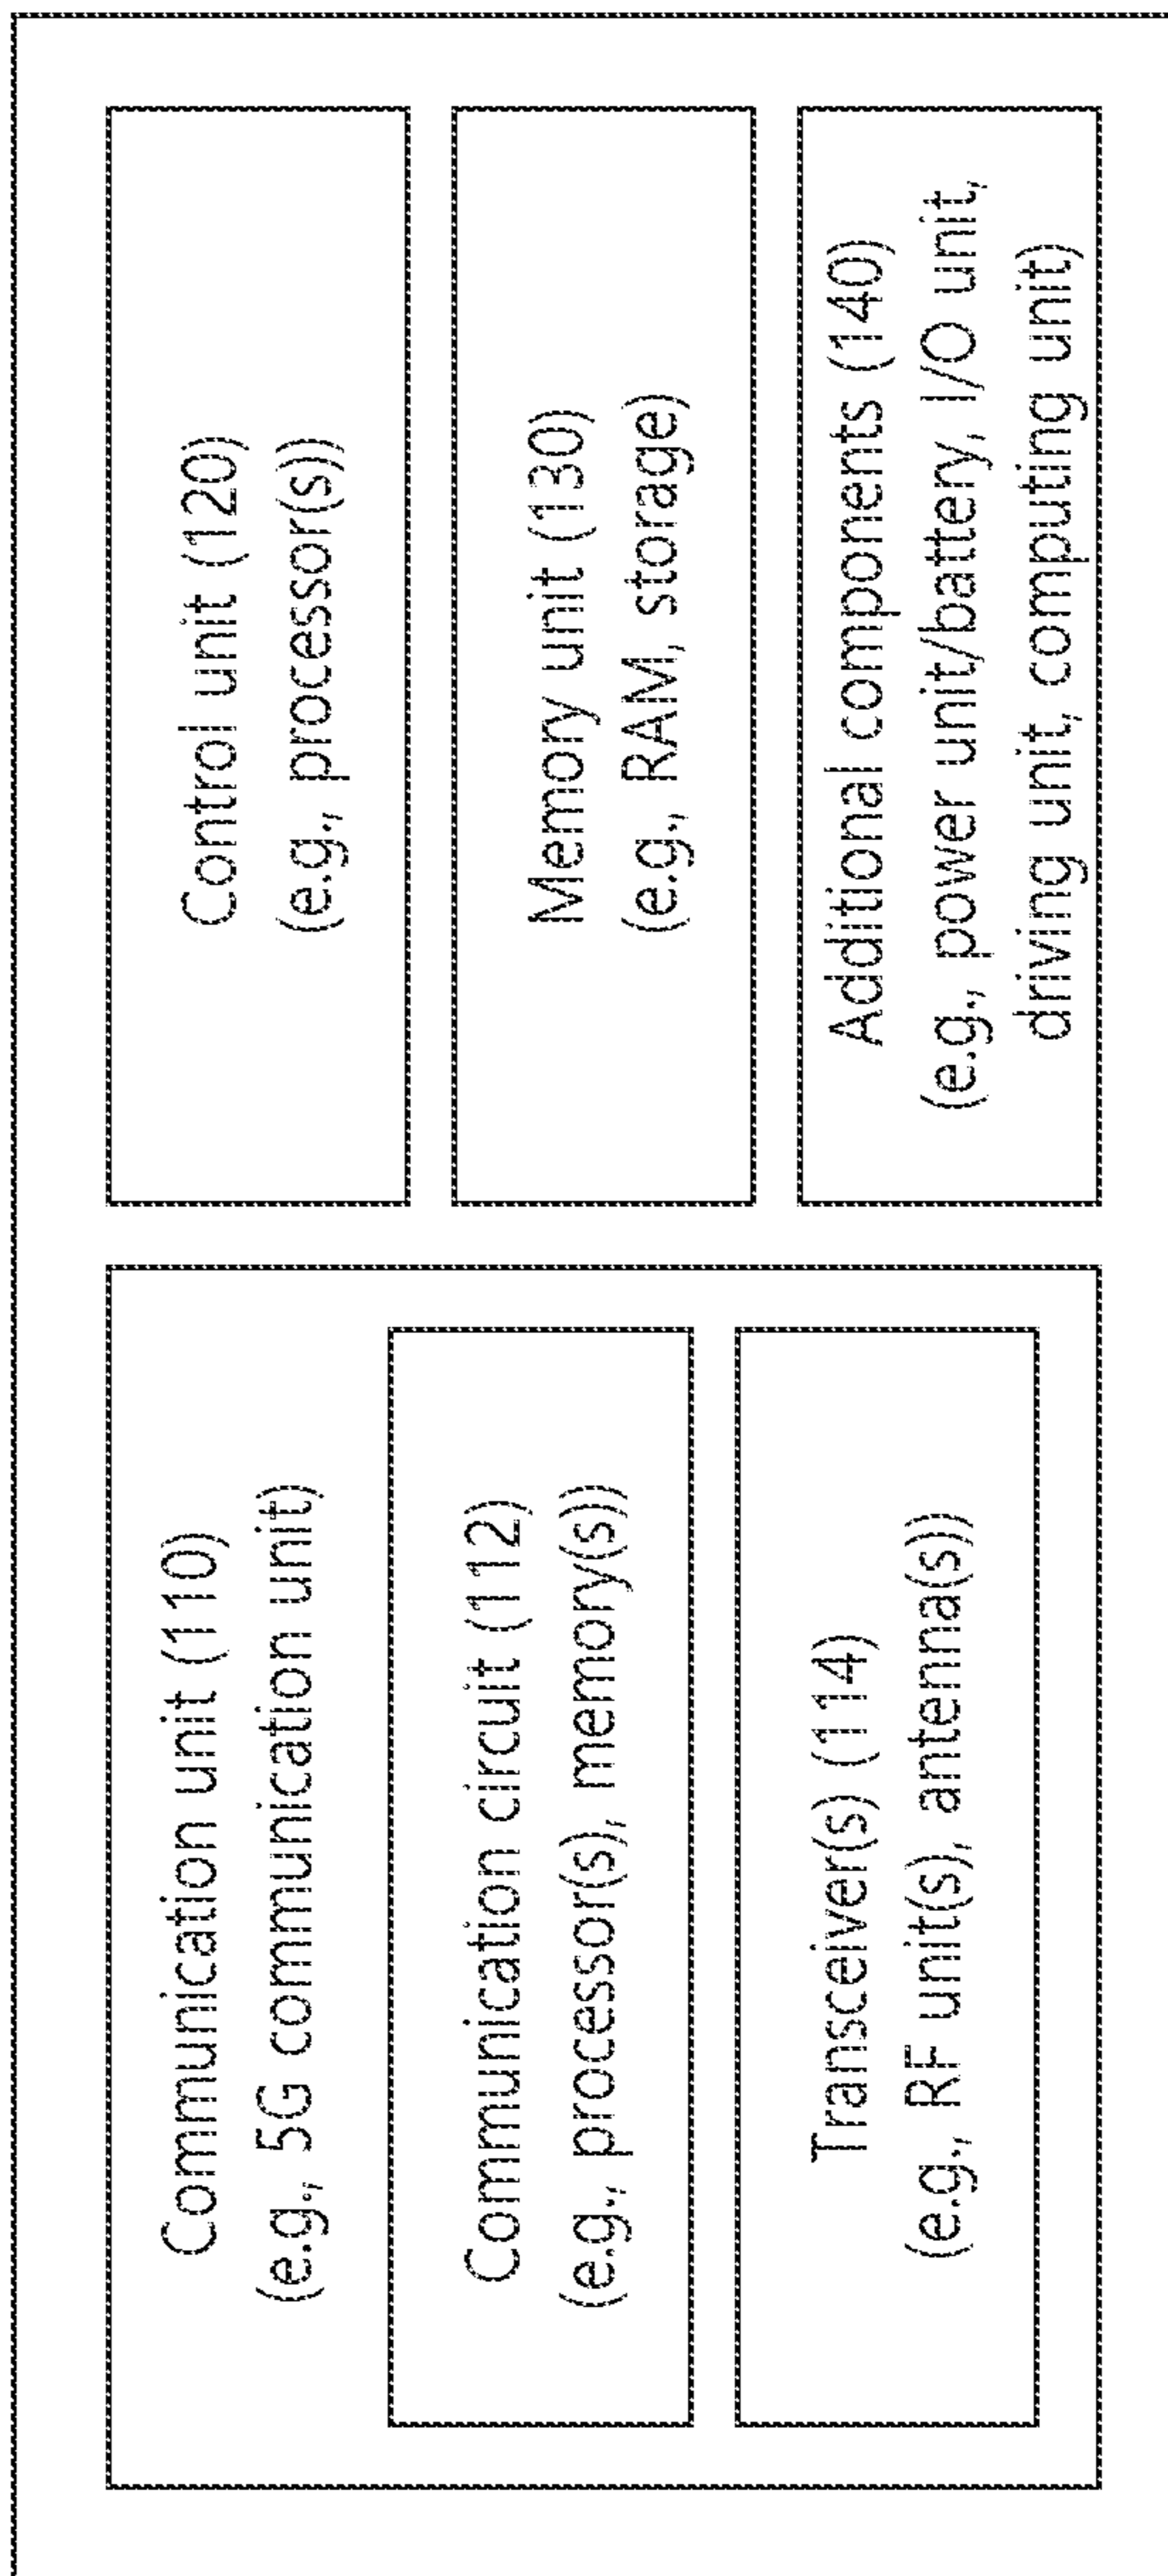 Communication unit (110)
(e.g., 5G communication unit)
Communication circuit (112)
(e.g., processor(s), memory(s))
Transceiver(s) (114)
(e.g., RF unit(s), antenna(s))
Control unit (120)
(e.g., processor(s))
Memory unit (130)
(e.g., RAM, storage)
Additional components (140)
(e.g., power unit/battery, I/O unit,
driving unit, computing unit)